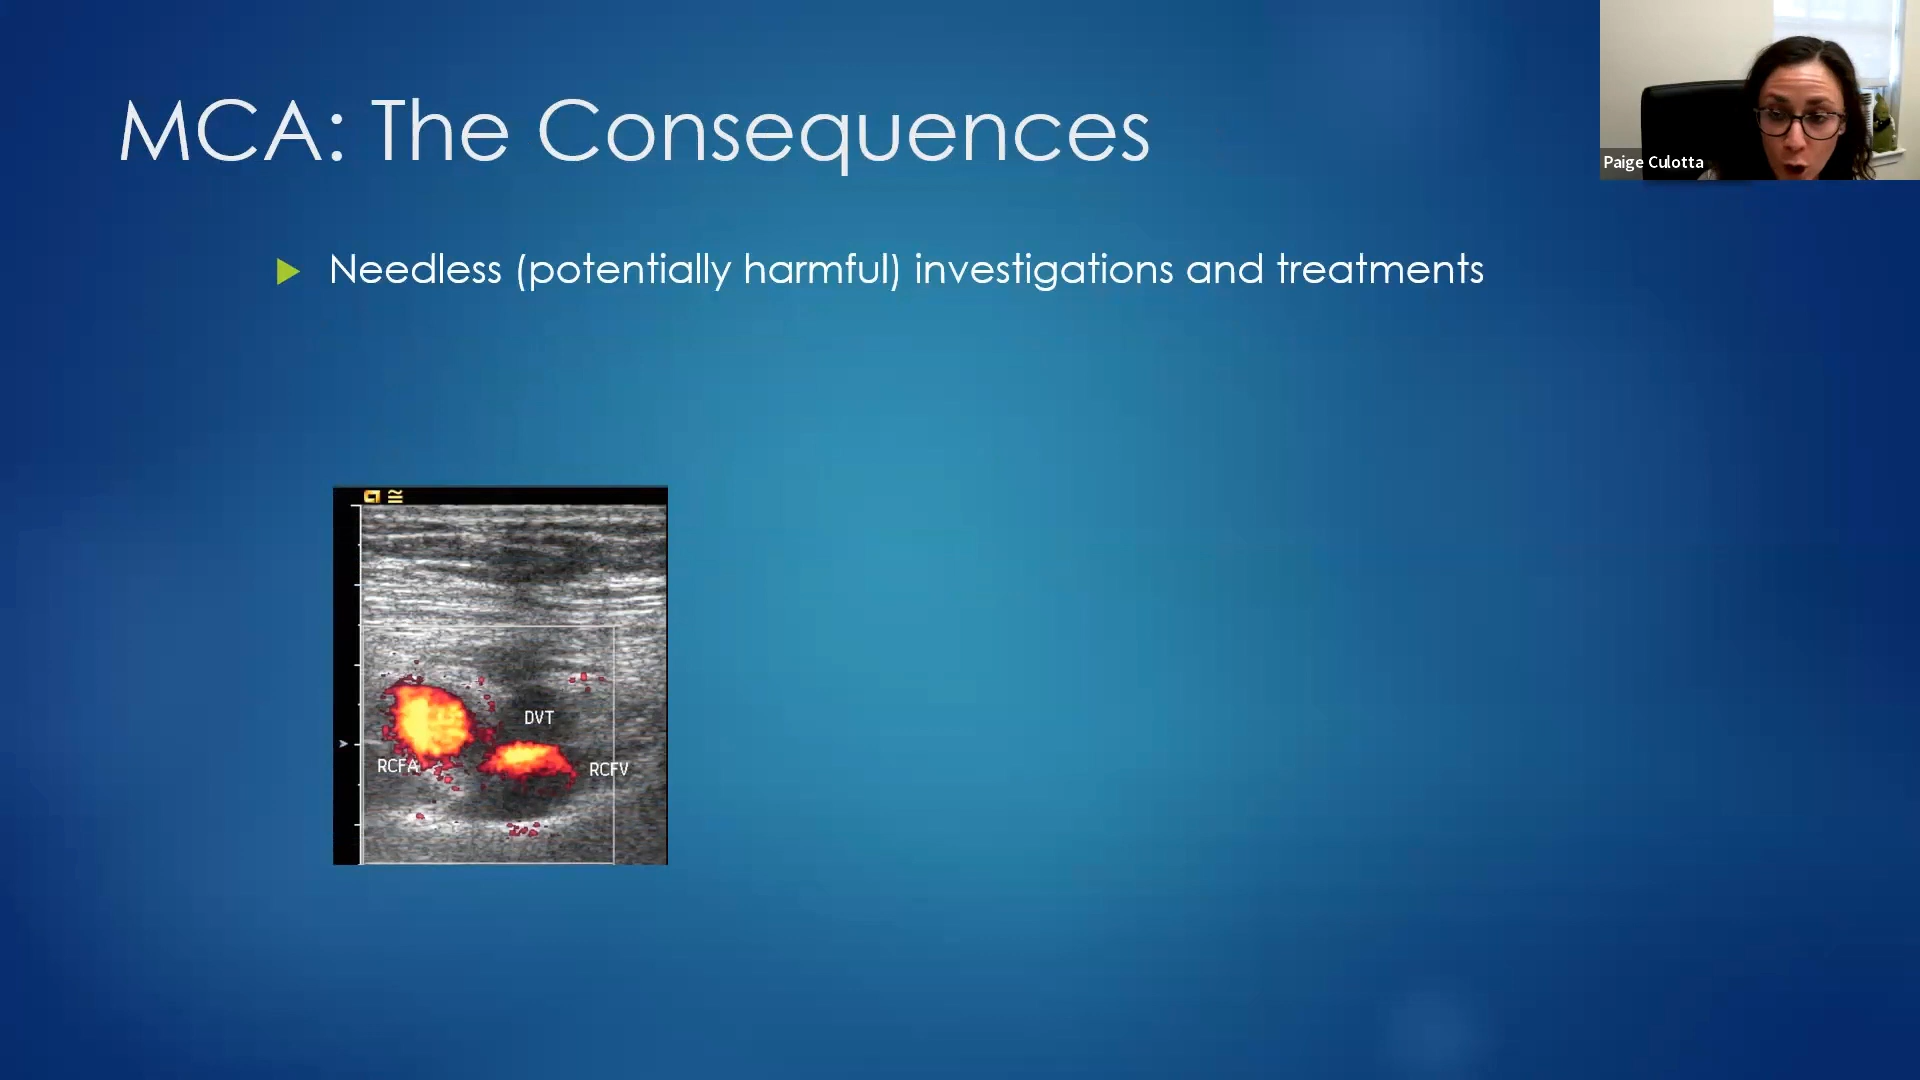 MCA: The Consequences
Paige Culotta
Needless (potentially harmful) investigations and treatments
DVT
RCFA
RCFV